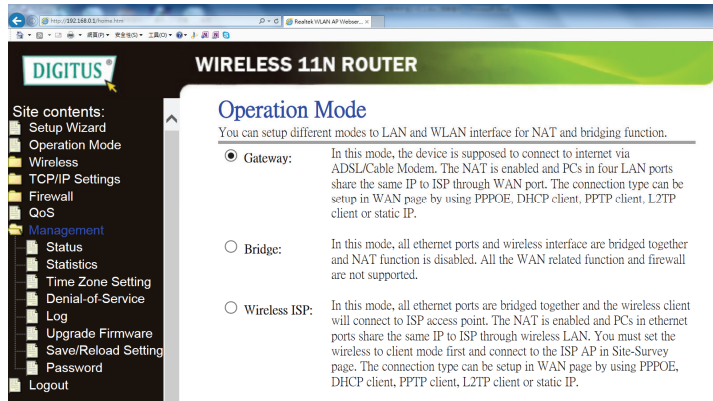 http://192.168.0.1/home.htm
Realtek WLAN AP Webser...
網頁(P)
安全性(S)
工具(O)
DIGITUS®
WIRELESS 11N ROUTER
Site contents:
Setup Wizard
Operation Mode
Wireless
TCP/IP Settings
Firewall
QoS
Management
Status
Statistics
Time Zone Setting
Denial-of-Service
Log
Upgrade Firmware
Save/Reload Setting
Password
Logout
Operation Mode
You can setup different modes to LAN and WLAN interface for NAT and bridging function.
Gateway:
In this mode, the device is supposed to connect to internet via
ADSL/Cable Modem. The NAT is enabled and PCs in four LAN ports
share the same IP to ISP through WAN port. The connection type can be
setup in WAN page by using PPPOE, DHCP client, PPTP client, L2TP
client or static IP.
Bridge:
In this mode, all ethernet ports and wireless interface are bridged together
and NAT function is disabled. All the WAN related function and firewall
are not supported.
Wireless ISP:
In this mode, all ethernet ports are bridged together and the wireless client
will connect to ISP access point. The NAT is enabled and PCs in ethernet
ports share the same IP to ISP through wireless LAN. You must set the
wireless to client mode first and connect to the ISP AP in Site-Survey
page. The connection type can be setup in WAN page by using PPPOE,
DHCP client, PPTP client, L2TP client or static IP.